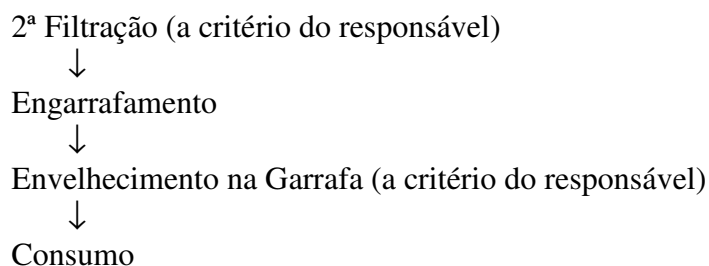 2ª Filtração (a critério do responsável)
↓
Engarrafamento
↓
Envelhecimento na Garrafa (a critério do responsável)
↓
Consumo